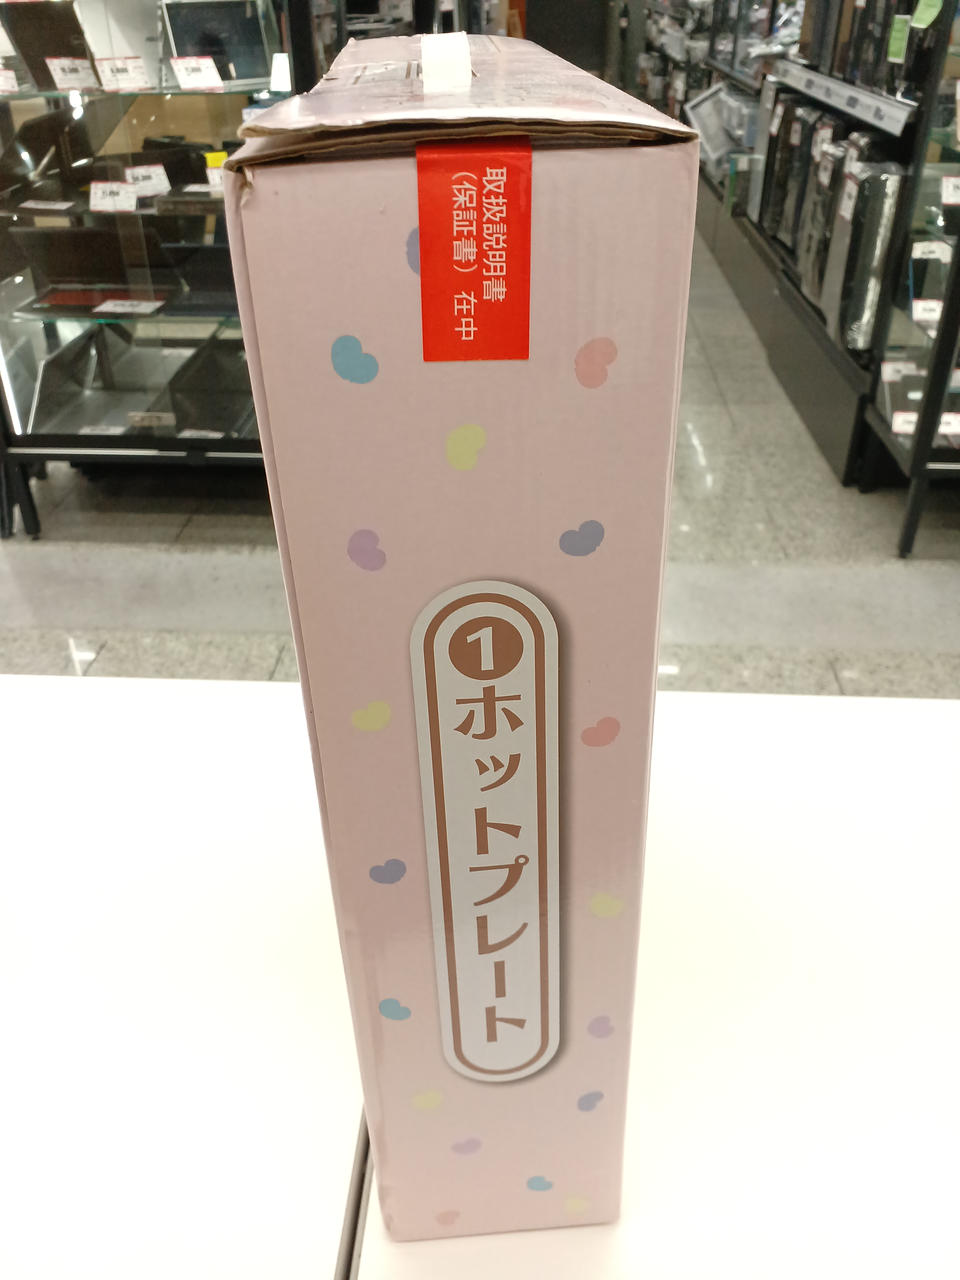 取扱説明書
（保証書）在中
1
ホットプレート